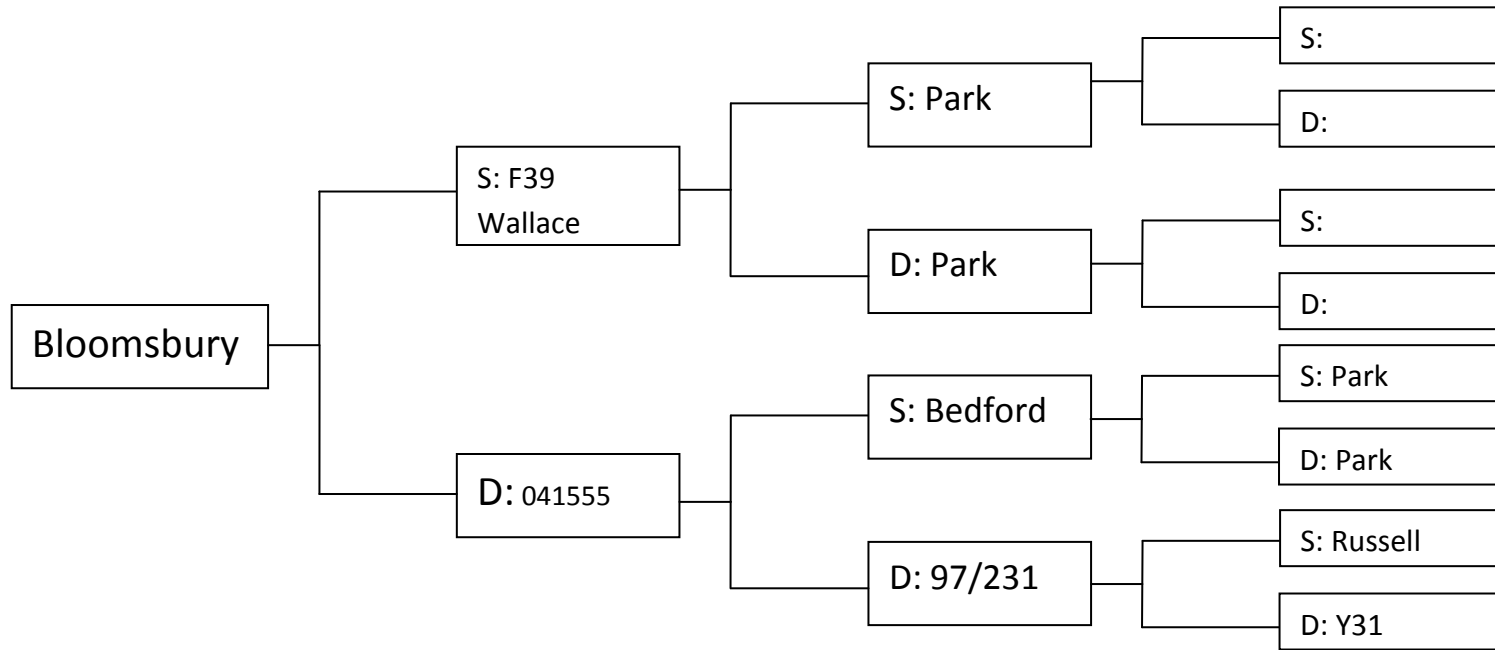 S:
S: Park
D:
S: F39
Wallace
S:
D: Park
D:
Bloomsbury
S: Park
S: Bedford
D: Park
D: 041555
S: Russell
D: 97/231
D: Y31